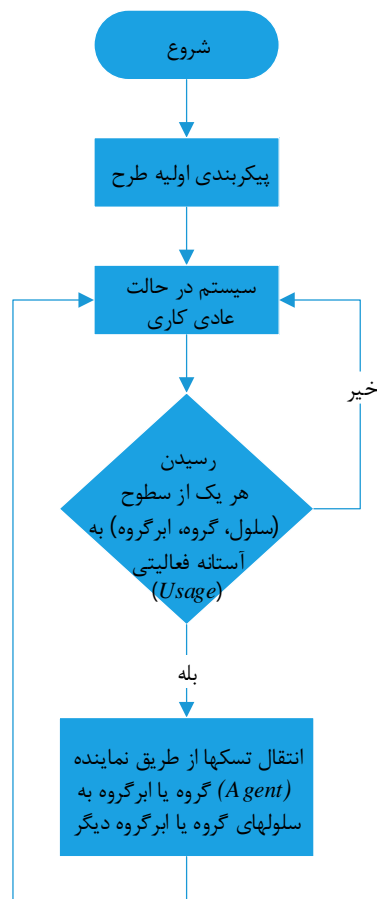 شروع
پیکربندی اولیه طرح
سیستم در حالت
عادی کاری
خیر
رسیدن
هر یک از سطوح
(سلول، گروه، ابرگروه) به
آستانه فعالیتی
(Usage)
بله
انتقال تسکها از طریق نماینده
(Agent) گروه یا ابرگروه به
سلولهای گروه یا ابرگروه دیگر